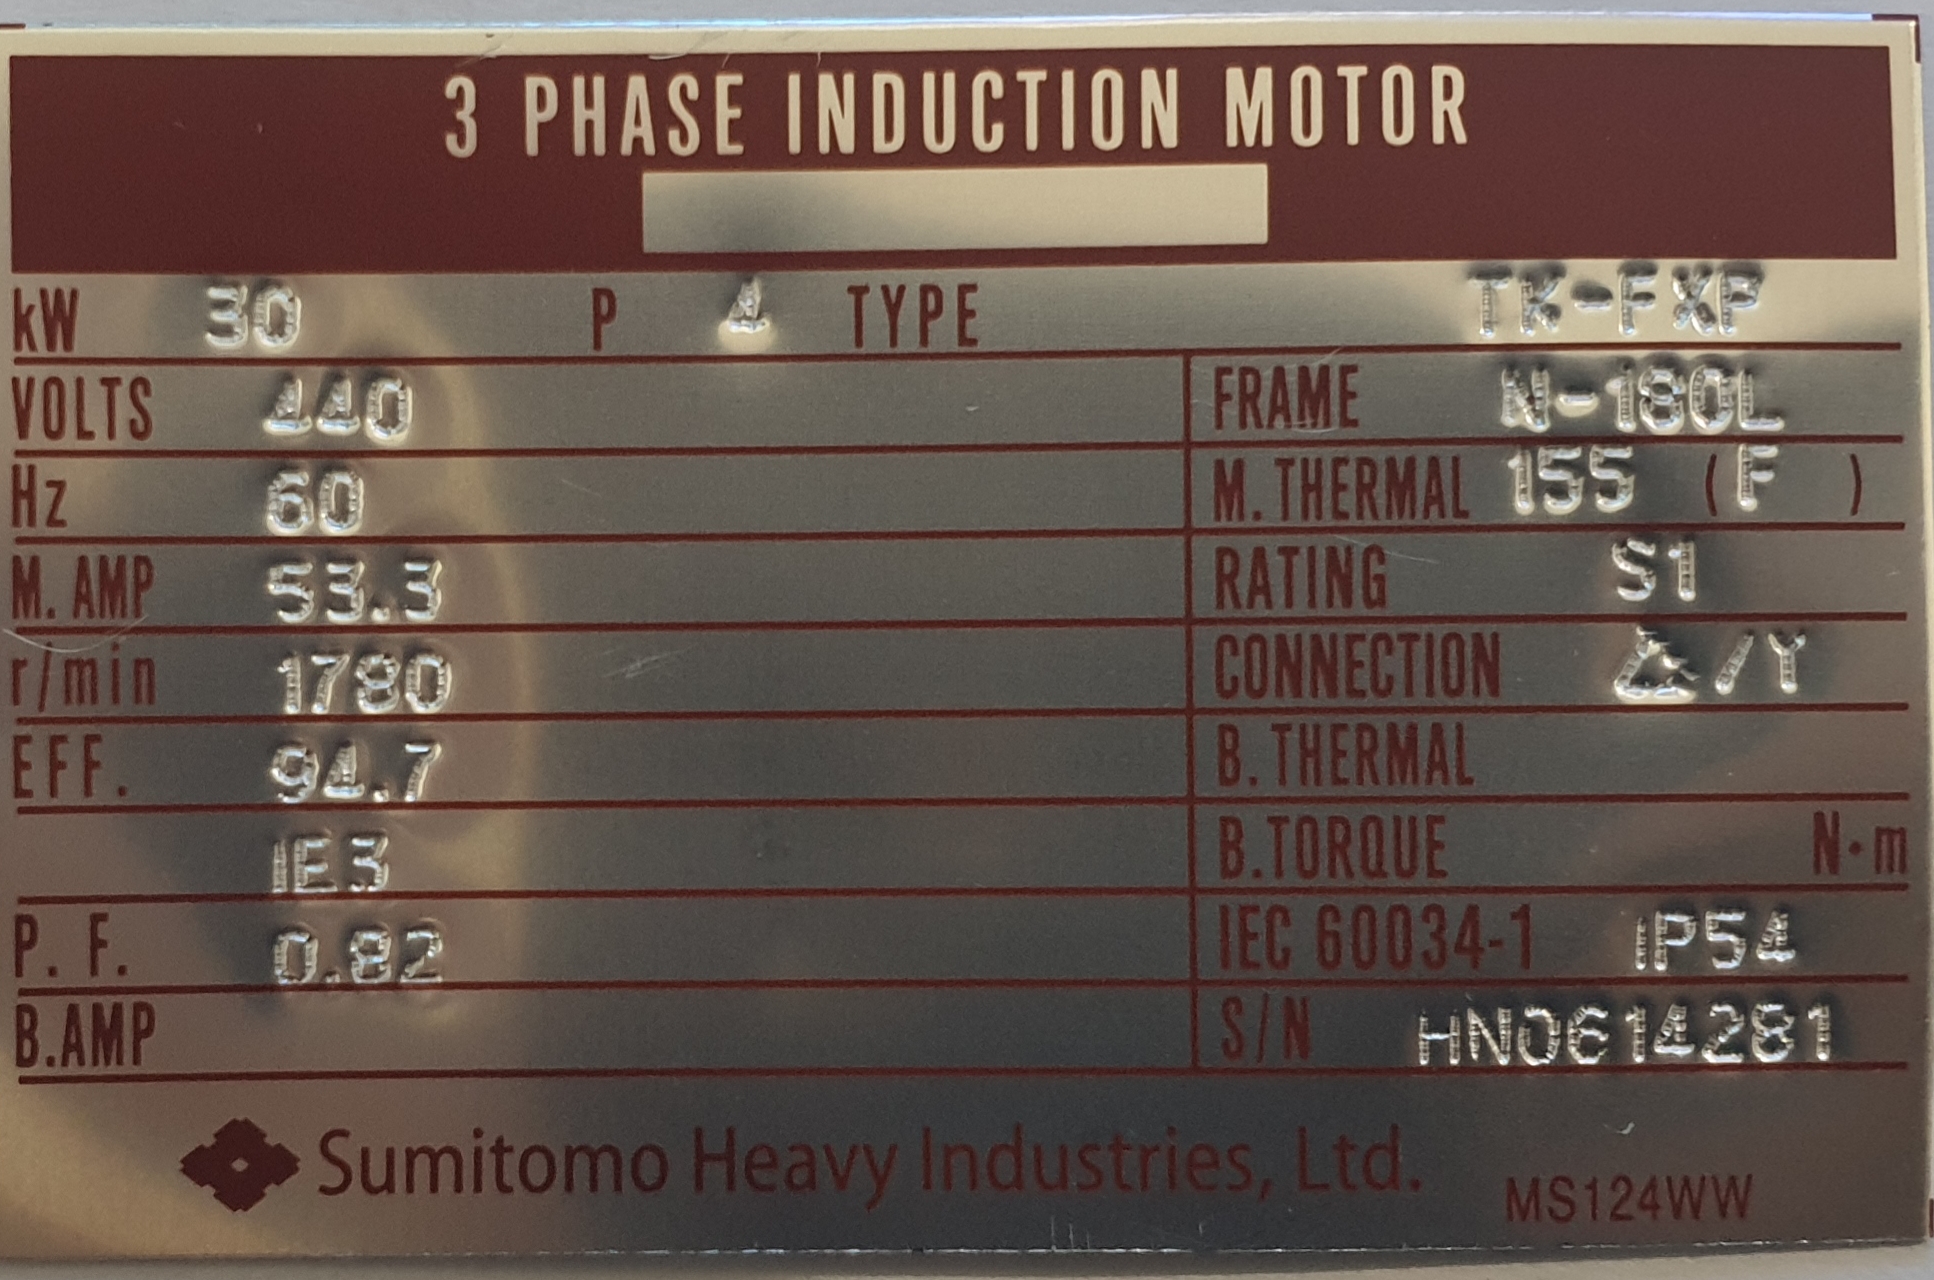 3 PHASE INDUCTION MOTOR
kW 30 P 4 TYPE TK-FXP
VOLTS 440 FRAME N-180L
Hz 60 M. THERMAL 155 ( F )
M. AMP 53.3 RATING S1
r/min 1780 CONNECTION △/Y
EFF. 94.7 B. THERMAL
IE3 B.TORQUE N·m
P. F. 0.82 IEC 60034-1 IP54
B.AMP S/N HN0614281
Sumitomo Heavy Industries, Ltd. MS124WW